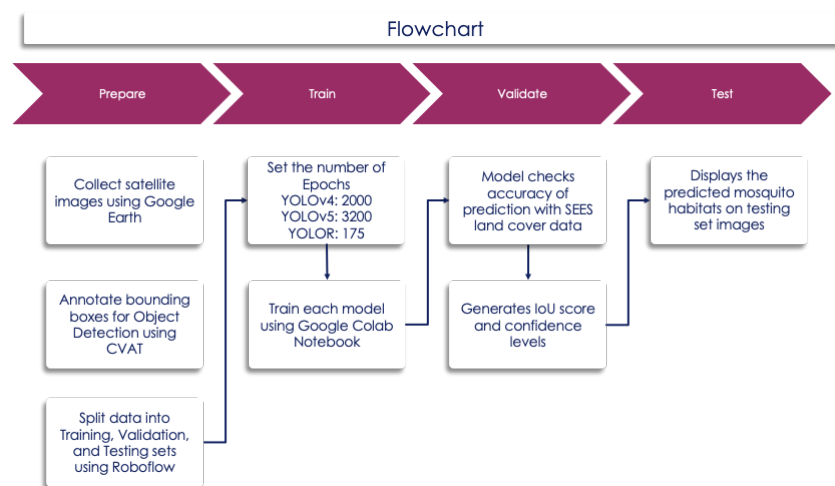 Flowchart
Prepare
Train
Validate
Test
Collect satellite
images using Google
Earth
Annotate bounding
boxes for Object
Detection using
CVAT
Split data into
Training, Validation,
and Testing sets
using Roboflow
Set the number of
Epochs
YOLOv4: 2000
YOLOv5: 3200
YOLOR: 175
Train each model
using Google Colab
Notebook
Model checks
accuracy of
prediction with SEES
land cover data
Generates IoU score
and confidence
levels
Displays the
predicted mosquito
habitats on testing
set images